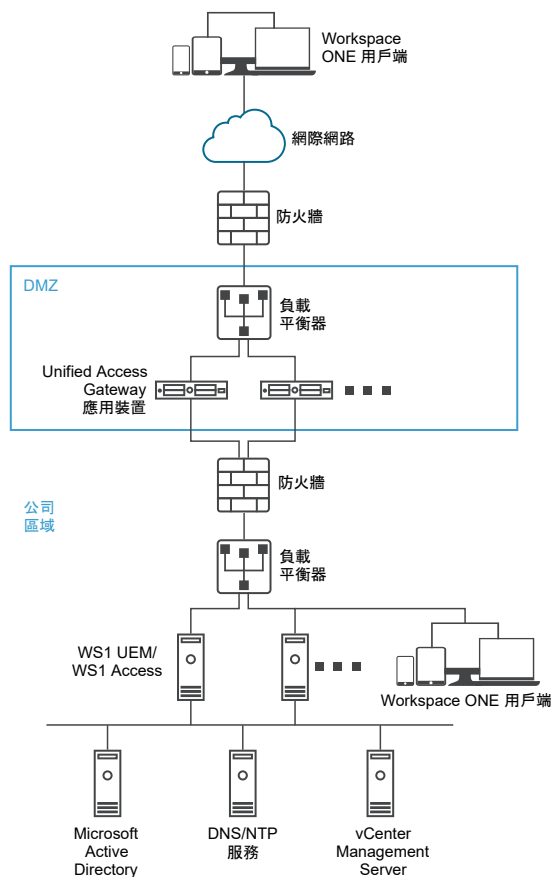 Workspace
ONE 用戶端
網際網路
防火牆
DMZ
負載
平衡器
Unified Access
Gateway
應用裝置
防火牆
公司
區域
負載
平衡器
WS1 UEM/
WS1 Access
Workspace ONE 用戶端
Microsoft
Active
Directory
DNS/NTP
服務
vCenter
Management
Server